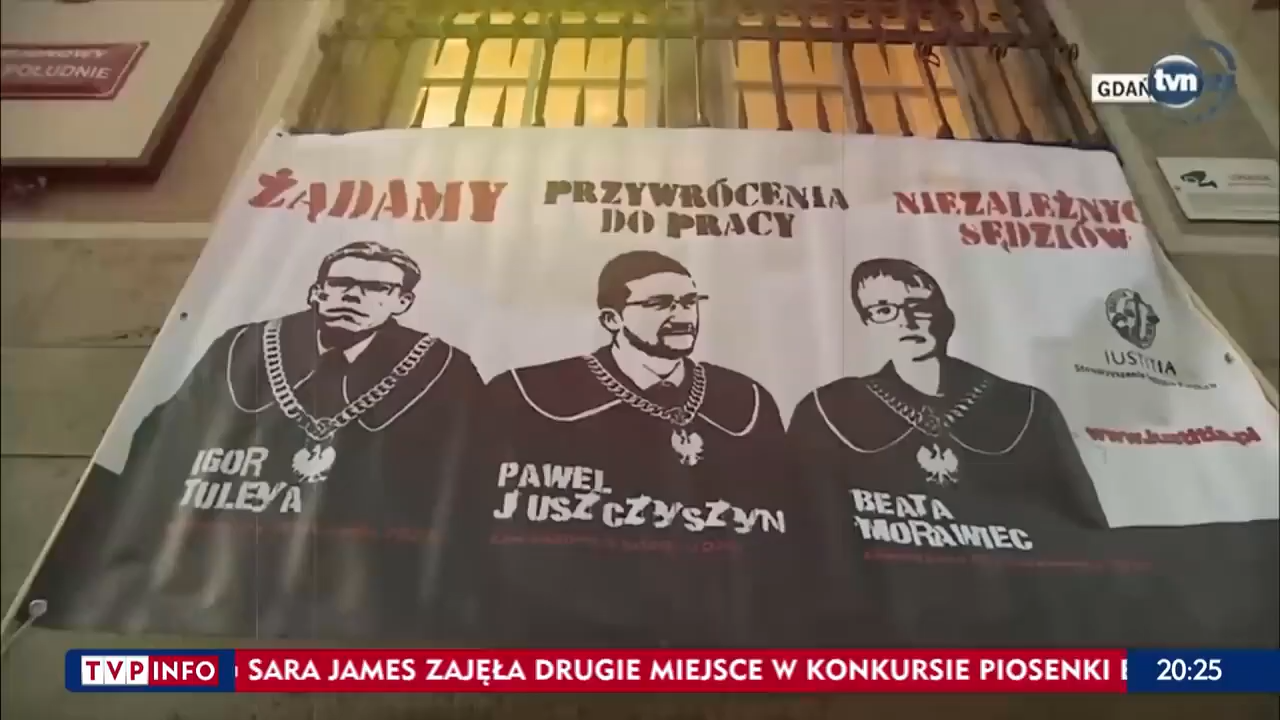 POŁUDNIE
GDAŃ
tvn
ŻĄDAMY
PRZYWRÓCENIA
DO PRACY
NIEZALEŻNYC
SĘDZIÓW
IUSTITIA
www.iustitia.pl
IGOR
TULEYA
PAWEŁ
JUSZCZYSZYN
BEATA
MORAWIEC
TVP INFO
SARA JAMES ZAJĘŁA DRUGIE MIEJSCE W KONKURSIE PIOSENKI E
20:25